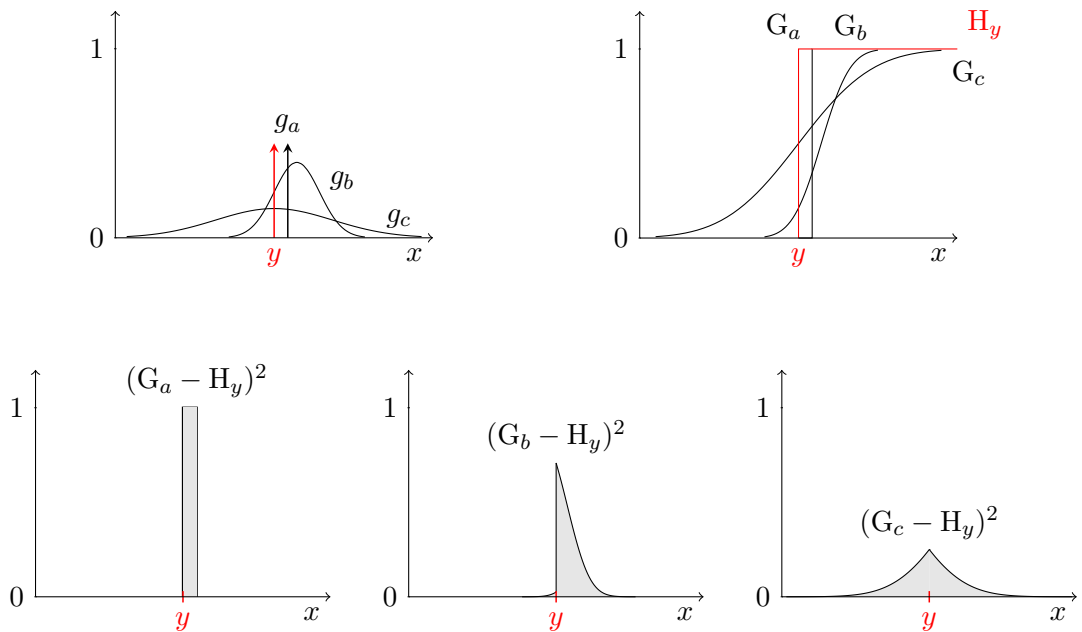 1
g_a
g_b
g_c
0
y
x
G_a
G_b
H_y
1
G_c
0
y
x
(G_a − H_y)^2
1
0
y
x
(G_b − H_y)^2
1
0
y
x
(G_c − H_y)^2
1
0
y
x